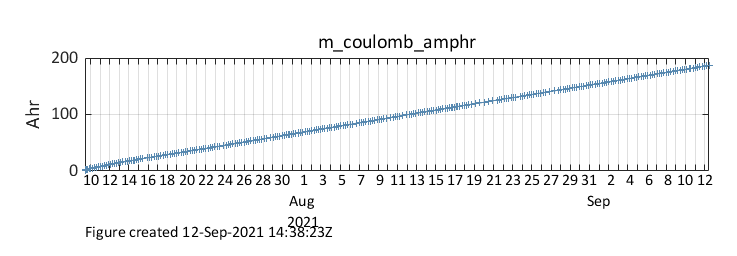 m_coulomb_amphr
200
100
0
Ahr
10 12 14 16 18 20 22 24 26 28 30 1 3 5 7 9 11 13 15 17 19 21 23 25 27 29 31 2 4 6 8 10 12
Aug Sep
2021
Figure created 12-Sep-2021 14:38:23Z